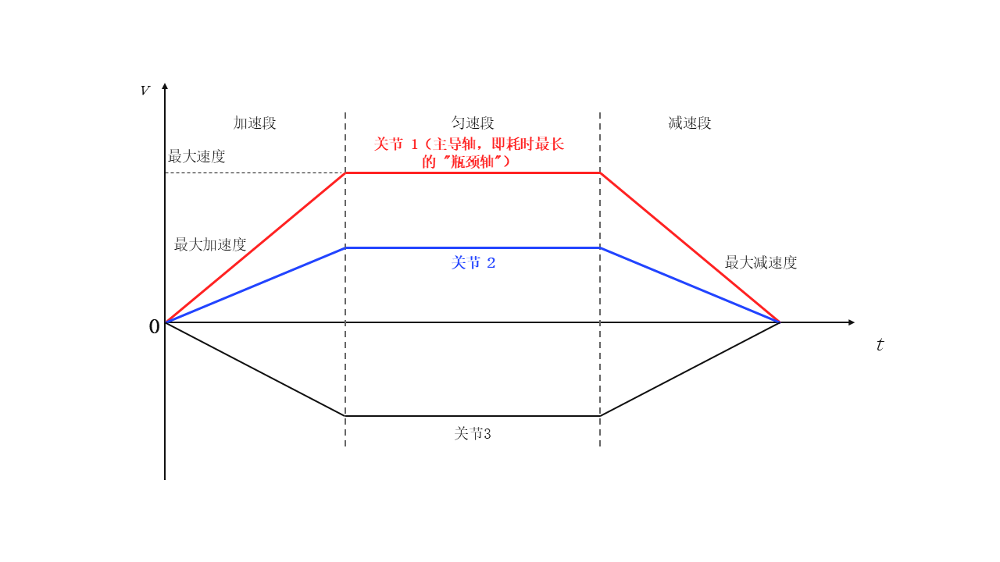 v
加速段
匀速段
减速段
关节 1（主导轴，即耗时最长
的 "瓶颈轴"）
最大速度
最大加速度
关节 2
最大减速度
0
t
关节3